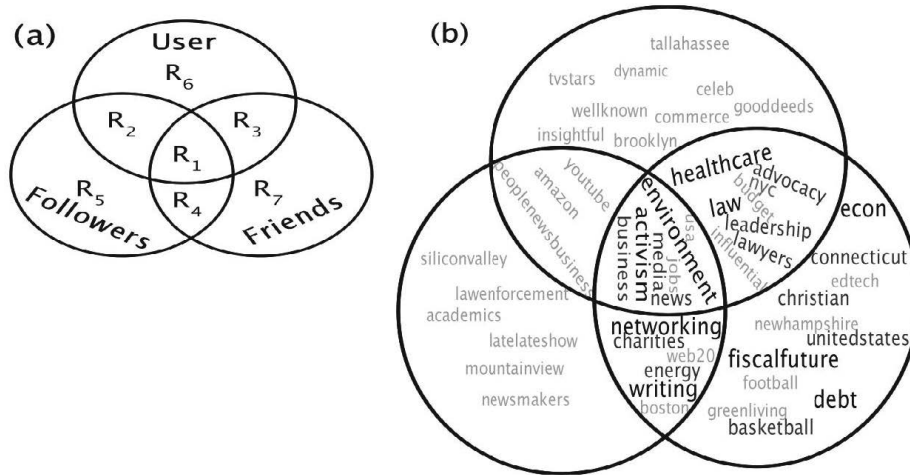 (a)
User
R6
R2
R3
R1
R5
R4
R7
Followers
Friends
(b)
tallahassee
tvstars
dynamic
celeb
wellknown
commerce
gooddeeds
insightful
brooklyn
youtube
amazon
peoplenewsbusiness
healthcare
advocacy
nyc
budget
law
leadership
lawyers
influential
environment
usa
activism
media
jobs
business
news
econ
connecticut
edtech
christian
newhampshire
unitedstates
fiscalfuture
football
debt
greenliving
basketball
siliconvalley
lawenforcement
academics
latelateshow
mountainview
newsmakers
networking
charities
web20
energy
writing
boston